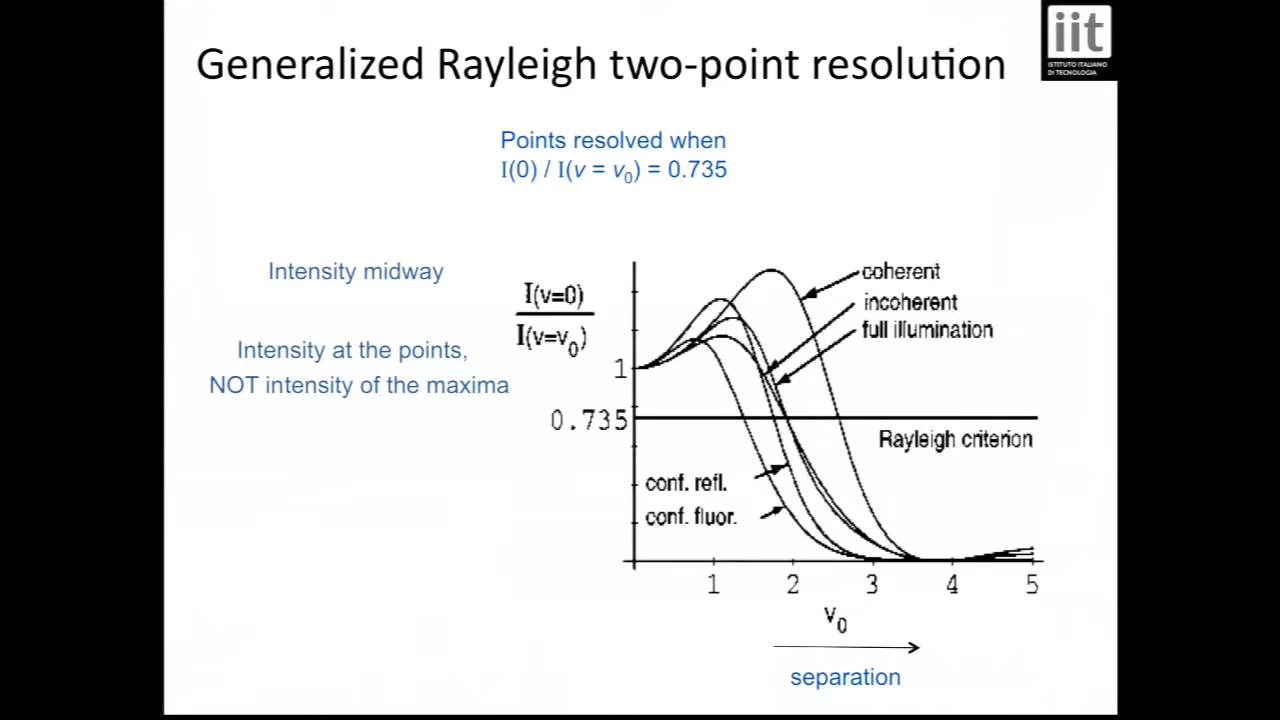 Generalized Rayleigh two-point resolution
iit
ISTITUTO ITALIANO
DI TECNOLOGIA
Points resolved when
I(0) / I(v = v₀) = 0.735
Intensity midway
Intensity at the points,
NOT intensity of the maxima
I(v=0)
I(v=v₀)
coherent
incoherent
full illumination
1
0.735
Rayleigh criterion
conf. refl.
conf. fluor.
1 2 3 4 5
v₀
separation